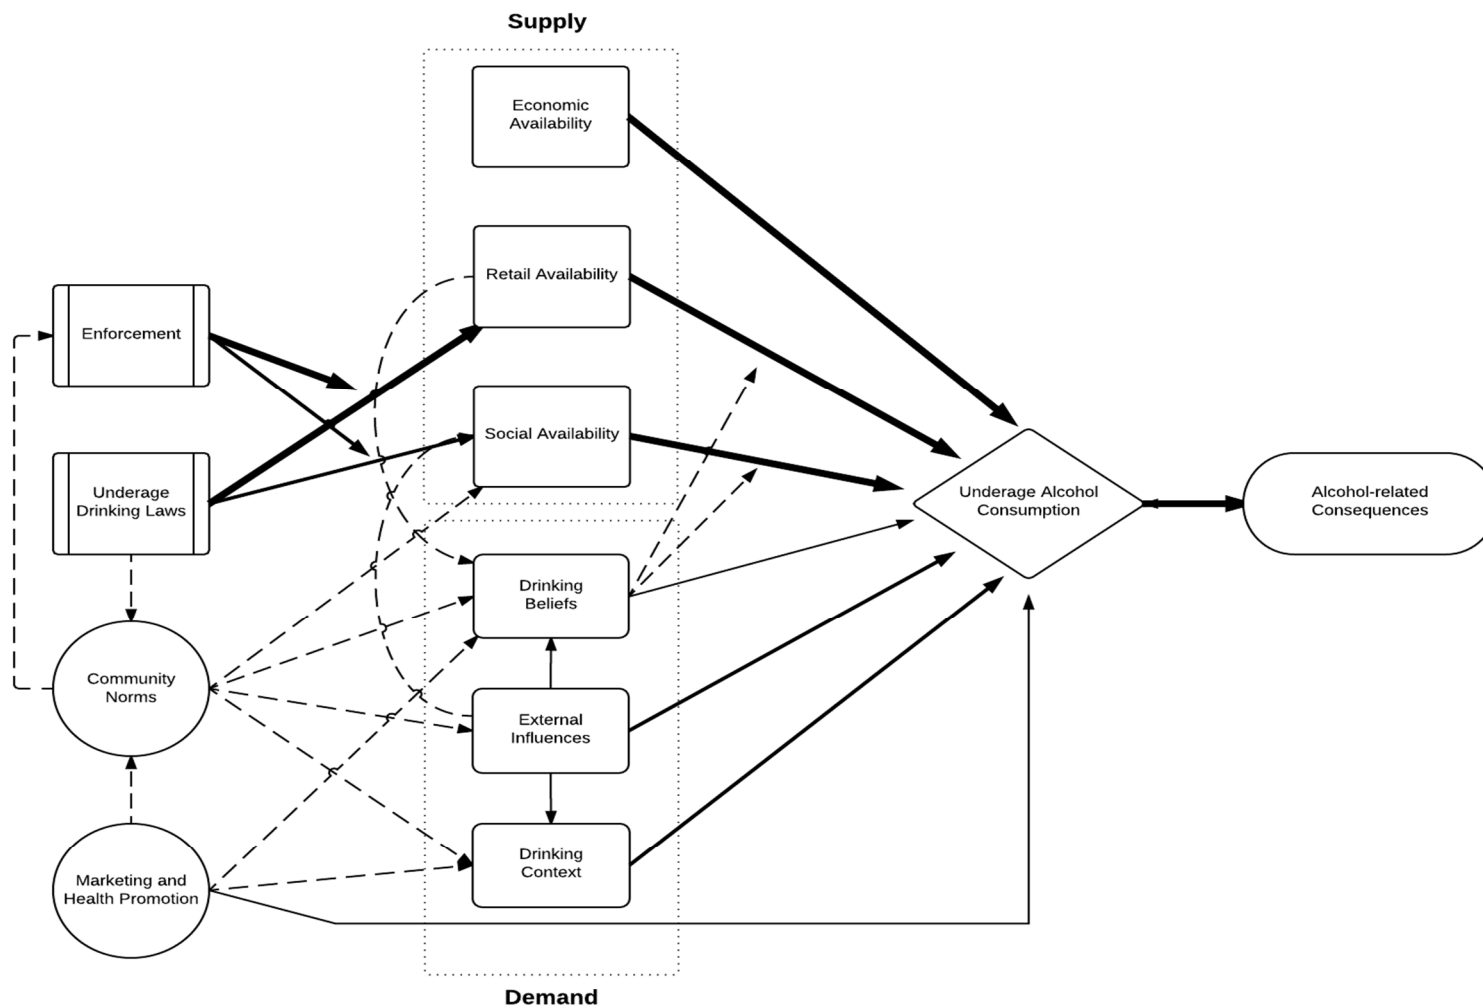 Supply
Economic
Availability
Retail Availability
Enforcement
Social Availability
Underage
Drinking Laws
Underage Alcohol
Consumption
Alcohol-related
Consequences
Drinking
Beliefs
Community
Norms
External
Influences
Drinking
Context
Marketing and
Health Promotion
Demand